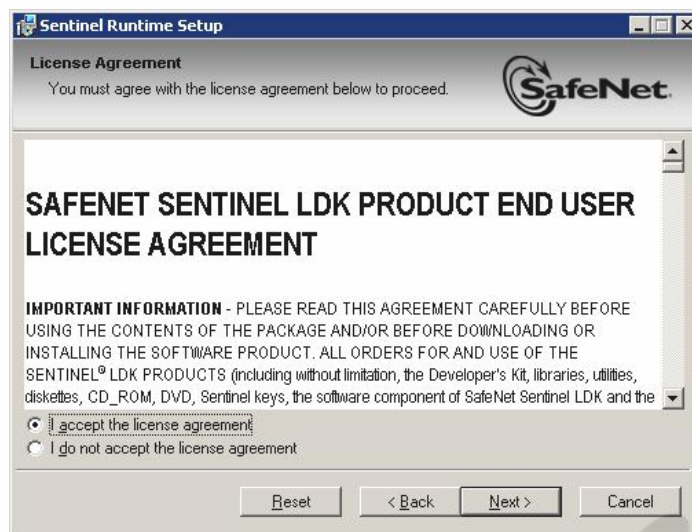 Sentinel Runtime Setup
License Agreement
You must agree with the license agreement below to proceed.
SafeNet.
SAFENET SENTINEL LDK PRODUCT END USER
LICENSE AGREEMENT
IMPORTANT INFORMATION - PLEASE READ THIS AGREEMENT CAREFULLY BEFORE
USING THE CONTENTS OF THE PACKAGE AND/OR BEFORE DOWNLOADING OR
INSTALLING THE SOFTWARE PRODUCT. ALL ORDERS FOR AND USE OF THE
SENTINEL® LDK PRODUCTS (including without limitation, the Developer's Kit, libraries, utilities,
diskettes, CD_ROM, DVD, Sentinel keys, the software component of SafeNet Sentinel LDK and the
I accept the license agreement
I do not accept the license agreement
Reset
< Back
Next >
Cancel